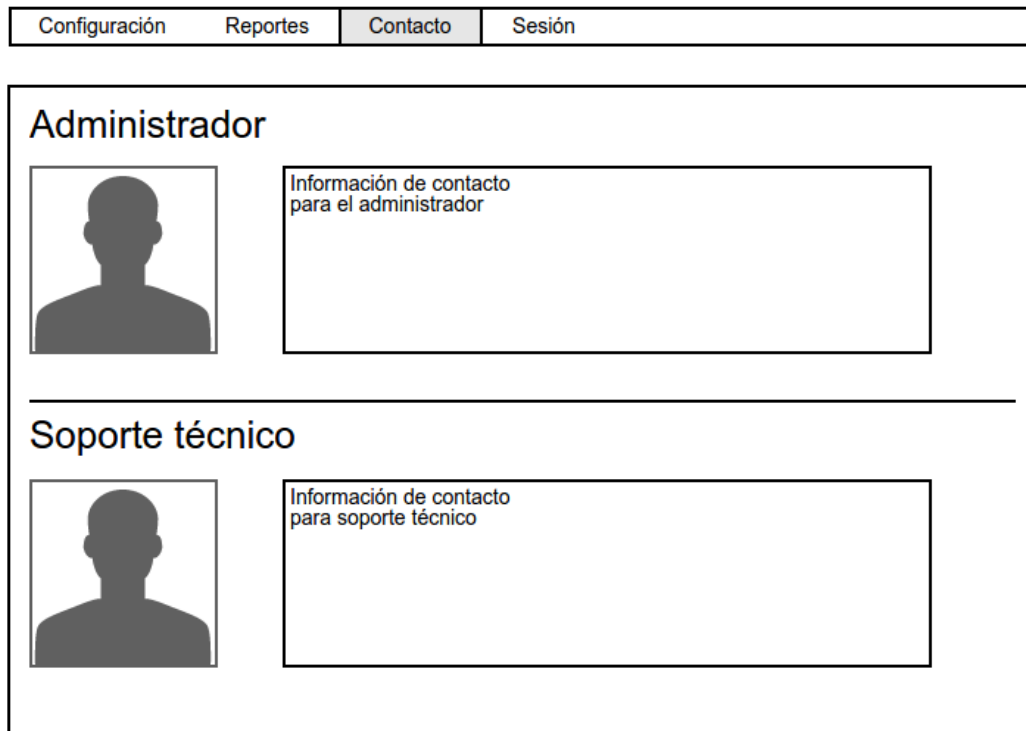 Configuración Reportes Contacto Sesión
Administrador
Información de contacto
para el administrador
Soporte técnico
Información de contacto
para soporte técnico